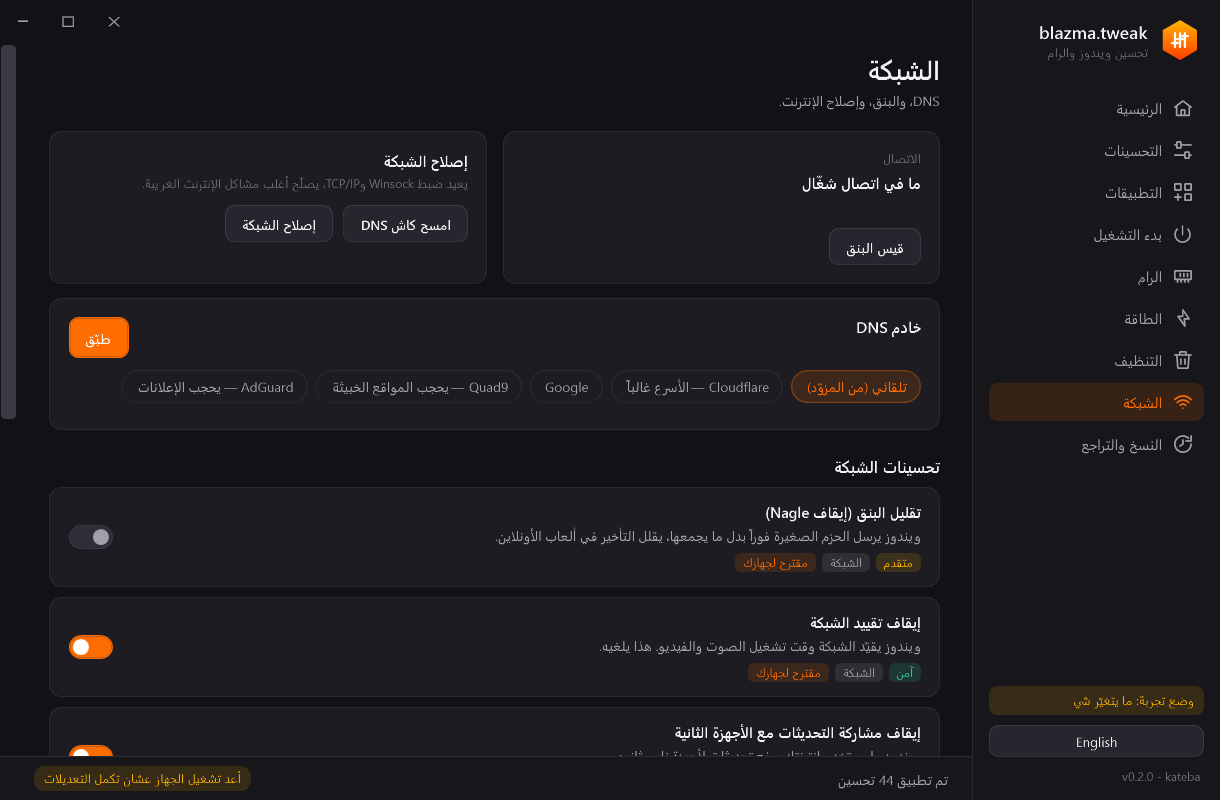 blazma.tweak
تحسين ويندوز والرام
الرئيسية
التحسينات
التطبيقات
بدء التشغيل
الرام
الطاقة
التنظيف
الشبكة
النسخ والتراجع
وضع تجربة: ما يتغيّر شي
English
v0.2.0 - kateba
الشبكة
DNS، والبنق، وإصلاح الإنترنت.
الاتصال
ما في اتصال شغّال
قيس البنق
إصلاح الشبكة
يعيد ضبط Winsock وTCP/IP، يصلّح أغلب مشاكل الإنترنت الغريبة.
امسح كاش DNS
إصلاح الشبكة
خادم DNS
طبّق
تلقائي (من المزوّد)
Cloudflare — الأسرع غالباً
Google
Quad9 — يحجب المواقع الخبيثة
AdGuard — يحجب الإعلانات
تحسينات الشبكة
تقليل البنق (إيقاف Nagle)
ويندوز يرسل الحزم الصغيرة فوراً بدل ما يجمعها، يقلل التأخير في ألعاب الأونلاين.
متقدم
الشبكة
مقترح لجهازك
إيقاف تقييد الشبكة
ويندوز يقيّد الشبكة وقت تشغيل الصوت والفيديو. هذا يلغيه.
آمن
الشبكة
مقترح لجهازك
إيقاف مشاركة التحديثات مع الأجهزة الثانية
تم تطبيق 44 تحسين
أعد تشغيل الجهاز عشان تكمل التعديلات